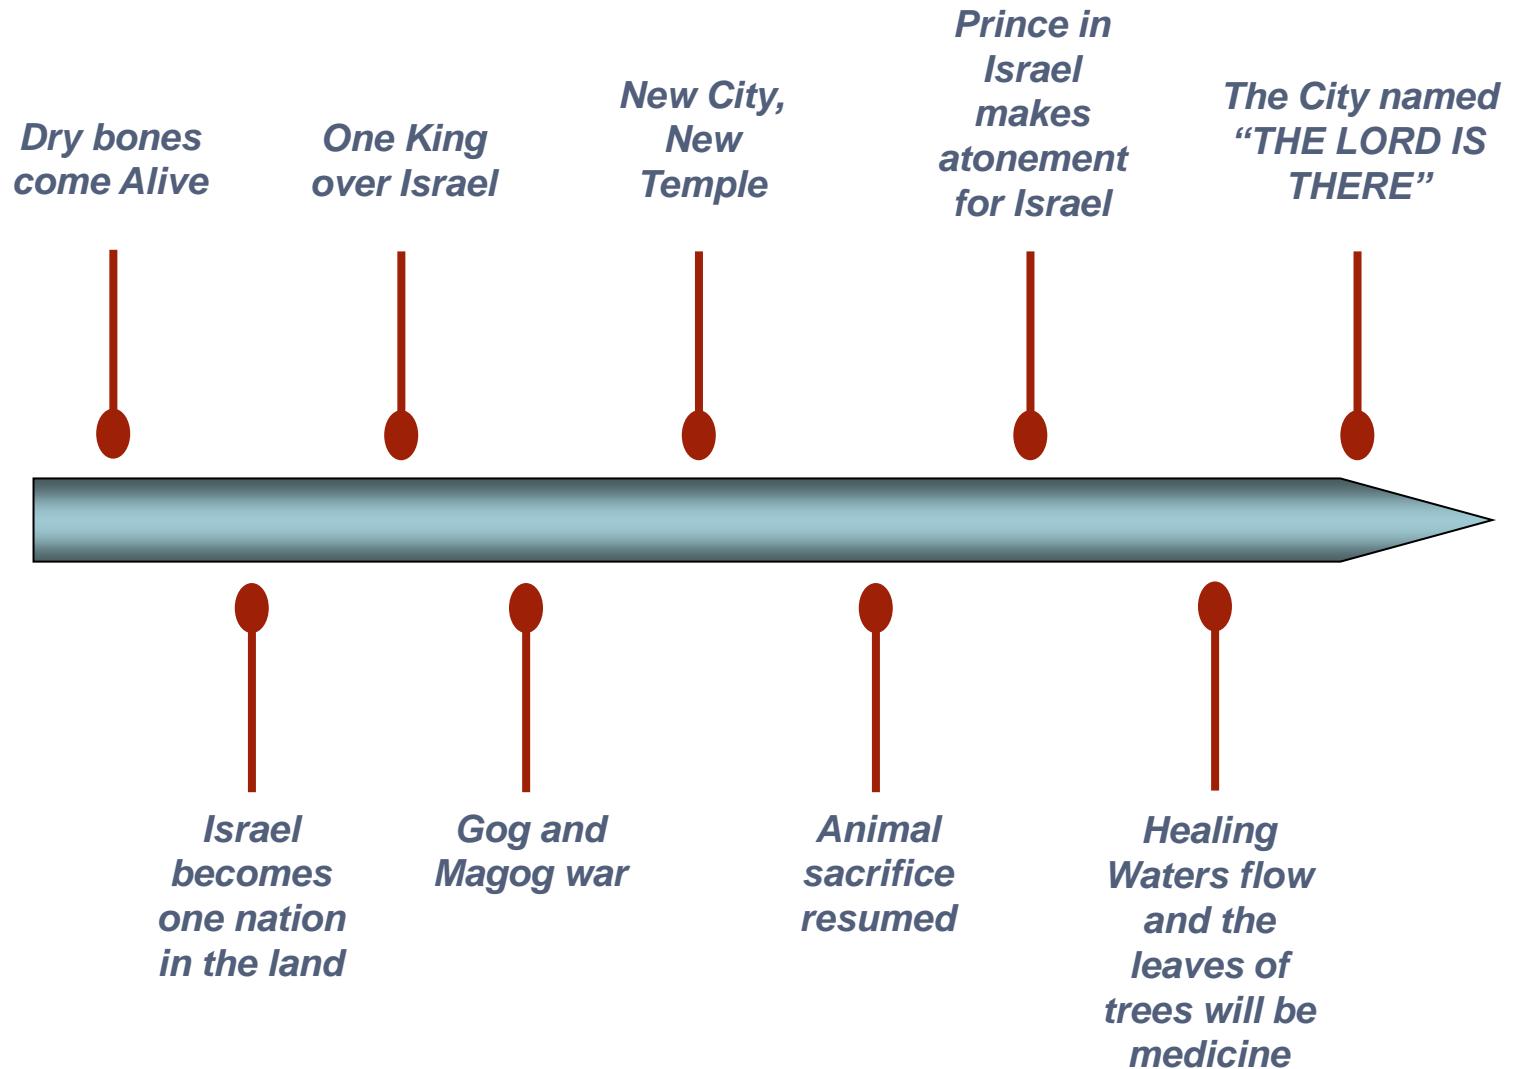 Dry bones
come Alive
One King
over Israel
New City,
New
Temple
Prince in
Israel
makes
atonement
for Israel
The City named
“THE LORD IS
THERE”
Israel
becomes
one nation
in the land
Gog and
Magog war
Animal
sacrifice
resumed
Healing
Waters flow
and the
leaves of
trees will be
medicine